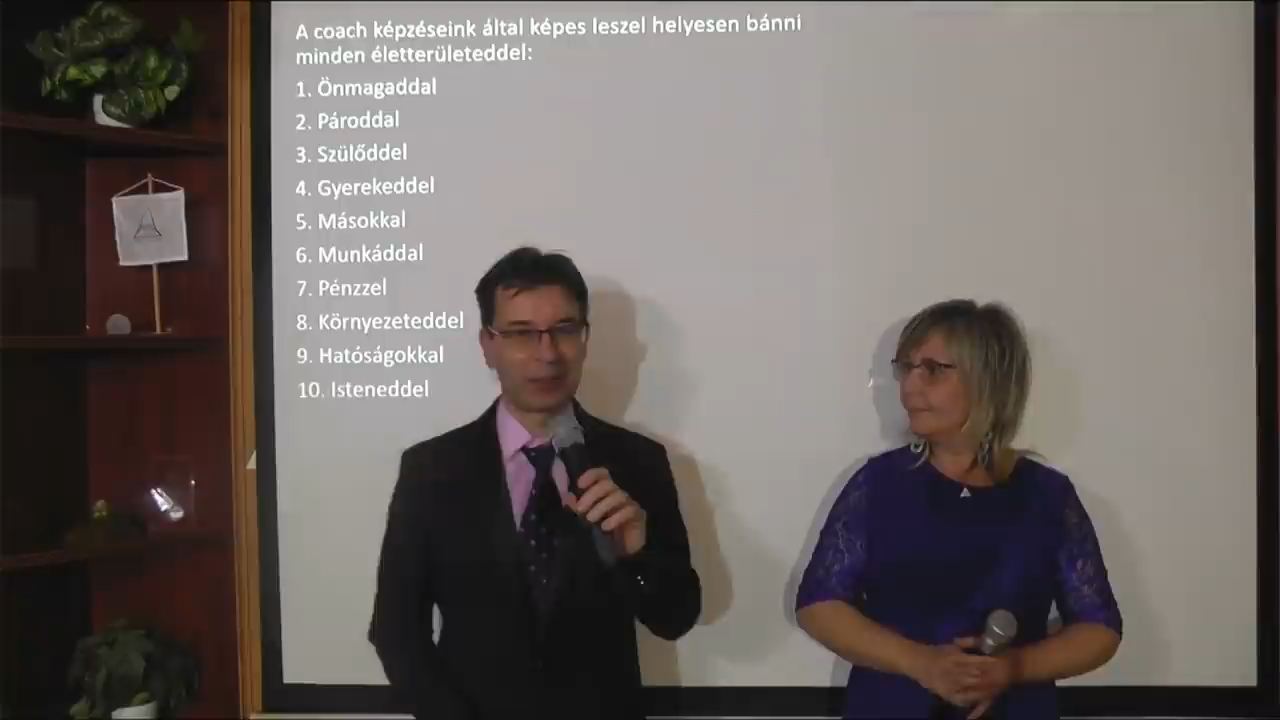 A coach képzéseink által képes leszel helyesen bánni
minden életterületeddel:
1. Önmagaddal
2. Pároddal
3. Szülőddel
4. Gyerekeddel
5. Másokkal
6. Munkáddal
7. Pénzzel
8. Környezeteddel
9. Hatóságokkal
10. Isteneddel